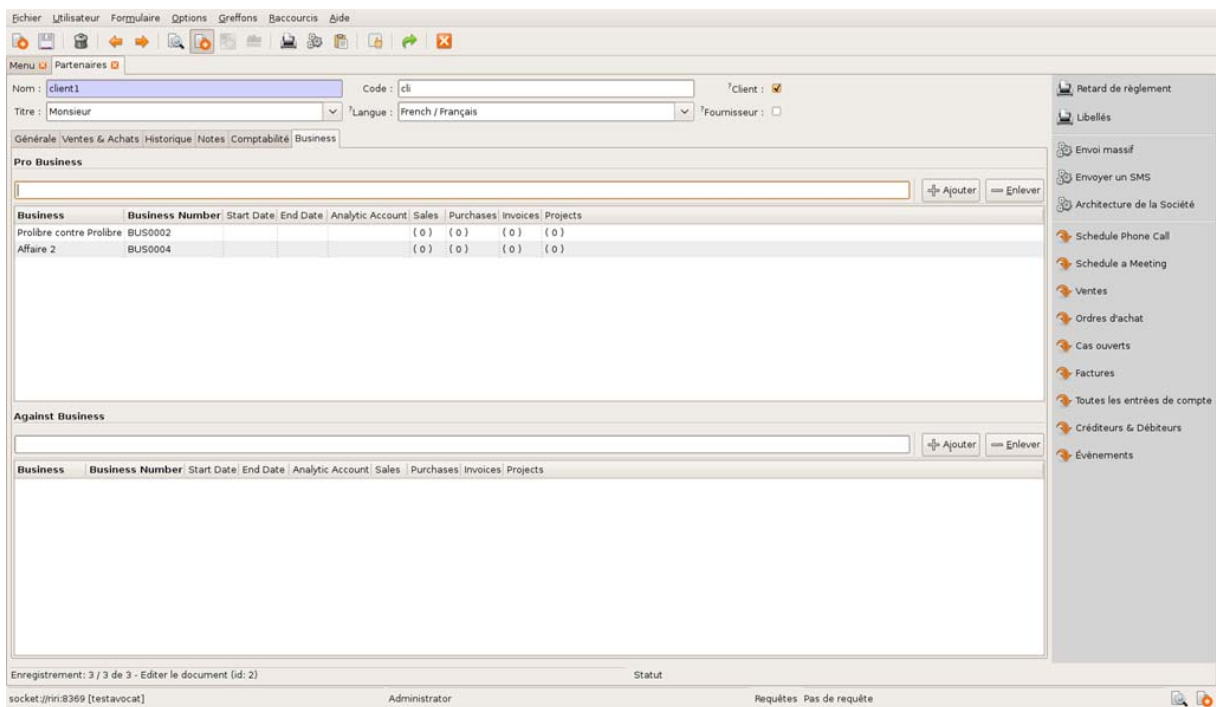 Fichier Utilisateur Formulaire Options Greffons Raccourcis Aide
Menu Partenaires
Nom : client1 Code : cli ?Client :
Titre : Monsieur ?Langue : French / Français ?Fournisseur :
Générale Ventes & Achats Historique Notes Comptabilité Business
Pro Business
Ajouter Enlever
Business Business Number Start Date End Date Analytic Account Sales Purchases Invoices Projects
Prolibre contre Prolibre BUS0002 ( 0 ) ( 0 ) ( 0 ) ( 0 )
Affaire 2 BUS0004 ( 0 ) ( 0 ) ( 0 ) ( 0 )
Against Business
Ajouter Enlever
Business Business Number Start Date End Date Analytic Account Sales Purchases Invoices Projects
Retard de règlement
Libellés
Envoi massif
Envoyer un SMS
Architecture de la Société
Schedule Phone Call
Schedule a Meeting
Ventes
Ordres d'achat
Cas ouverts
Factures
Toutes les entrées de compte
Créditeurs & Débiteurs
Évènements
Enregistrement: 3 / 3 de 3 - Editer le document (id: 2) Statut
socket://riri:8369 [testavocat] Administrator Requêtes Pas de requête